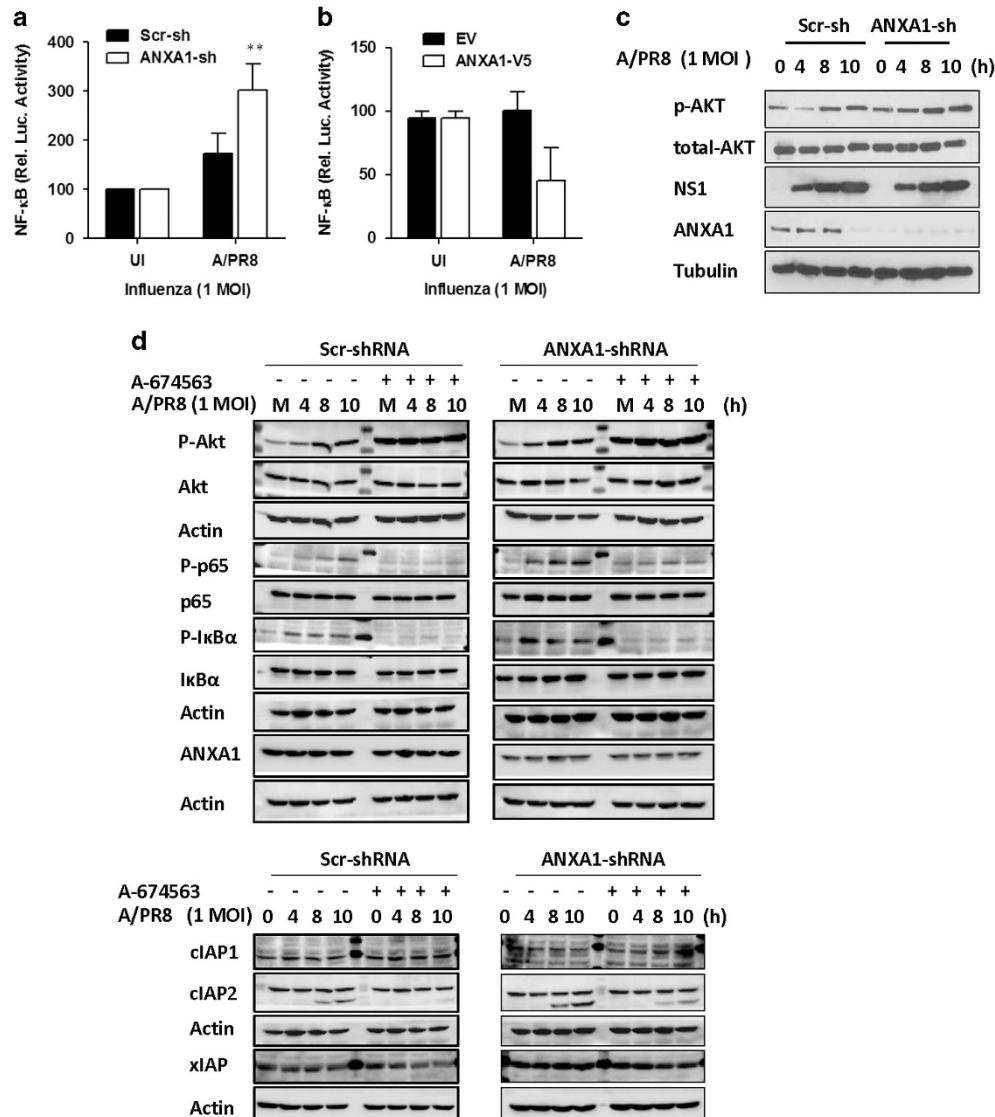 a
Scr-sh
ANXA1-sh
NF-κB (Rel. Luc. Activity)
400
300
200
100
0
**
UI
A/PR8
Influenza (1 MOI)
b
EV
ANXA1-V5
NF-κB (Rel. Luc. Activity)
150
100
50
0
UI
A/PR8
Influenza (1 MOI)
c
Scr-sh ANXA1-sh
A/PR8 (1 MOI) 0 4 8 10 0 4 8 10 (h)
p-AKT
total-AKT
NS1
ANXA1
Tubulin
d
Scr-shRNA ANXA1-shRNA
A-674563 - - - - + + + + - - - - + + + +
A/PR8 (1 MOI) M 4 8 10 M 4 8 10 M 4 8 10 M 4 8 10 (h)
P-Akt
Akt
Actin
P-p65
p65
P-IκBα
IκBα
Actin
ANXA1
Actin
Scr-shRNA ANXA1-shRNA
A-674563 - - - - + + + + - - - - + + + +
A/PR8 (1 MOI) 0 4 8 10 0 4 8 10 0 4 8 10 0 4 8 10 (h)
cIAP1
cIAP2
Actin
xIAP
Actin